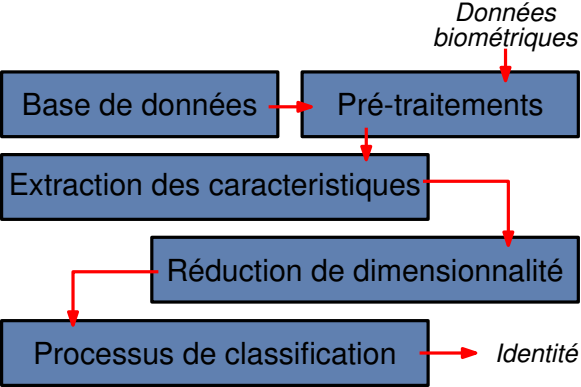 Données
biométriques
Base de données
Pré-traitements
Extraction des caracteristiques
Réduction de dimensionnalité
Processus de classification
Identité